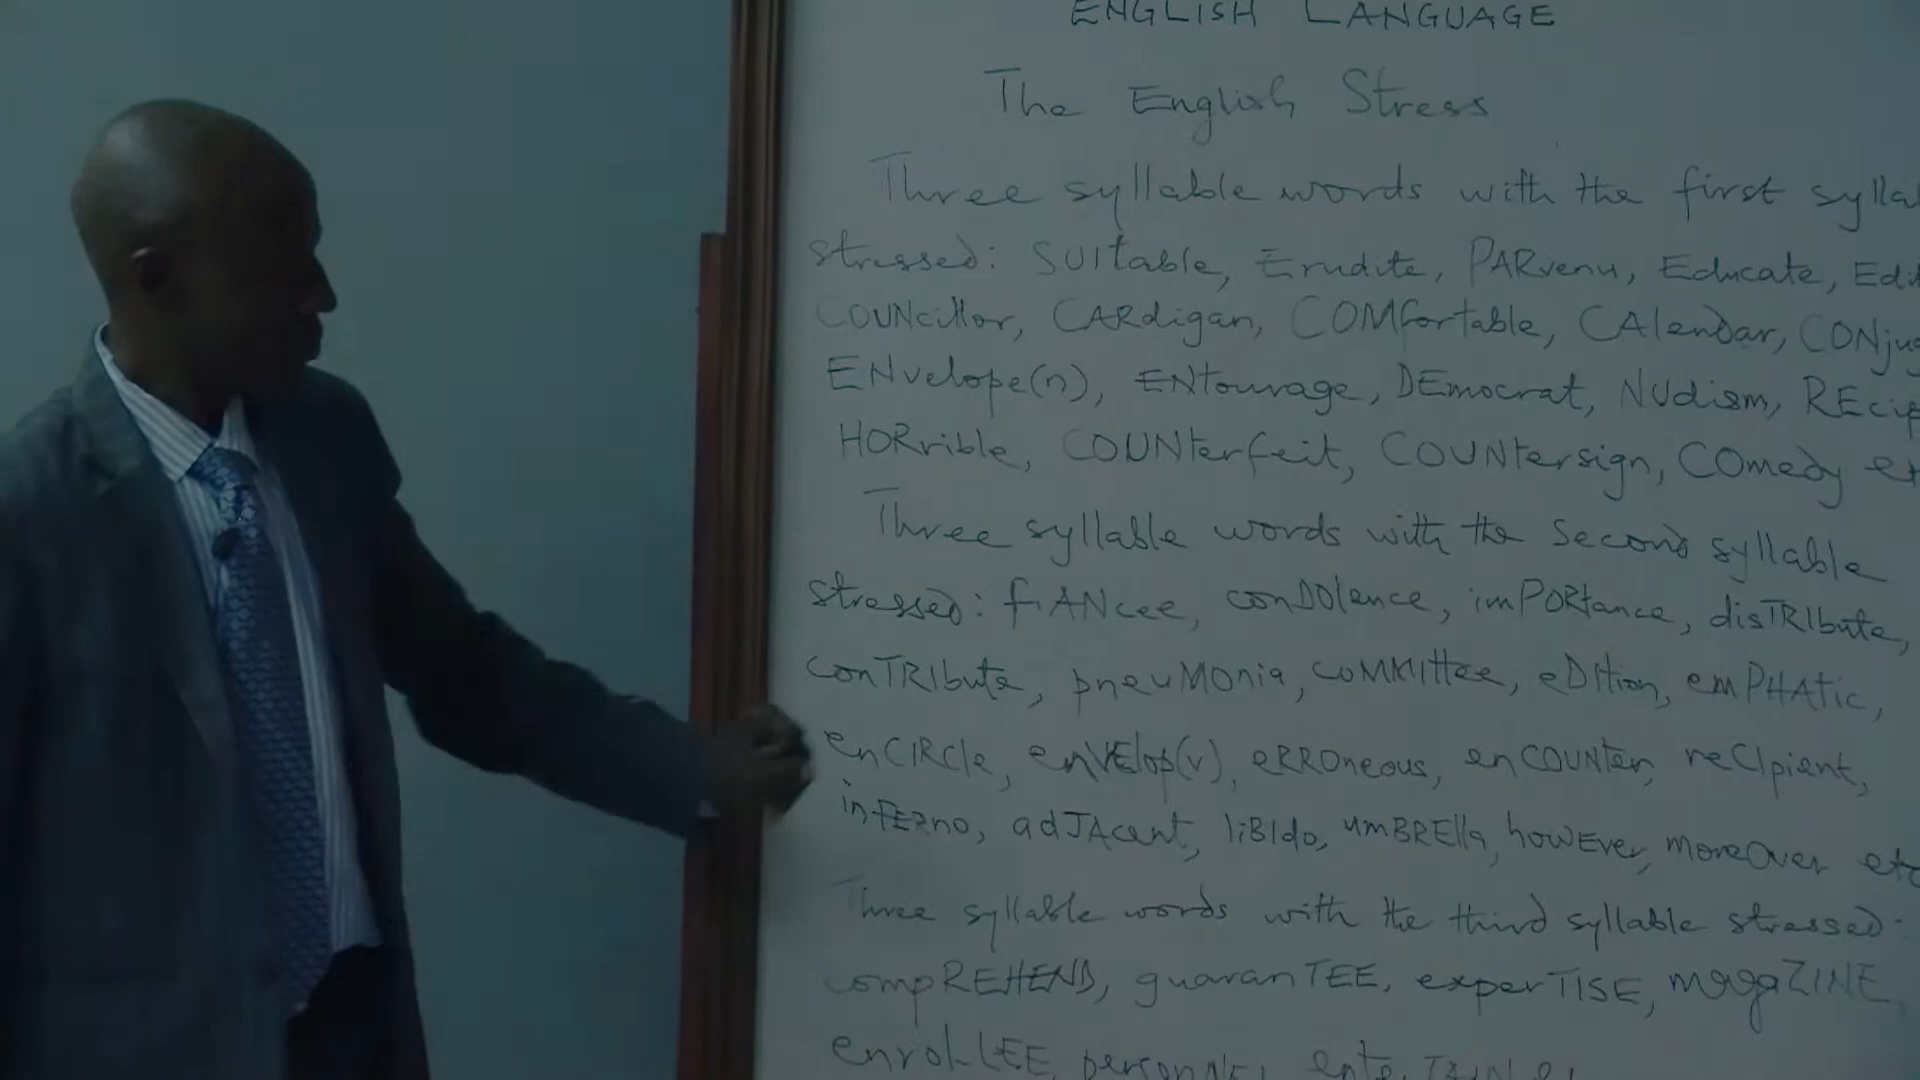 ENGLISH LANGUAGE
The English Stress
Three syllable words with the first
stressed: SUItable, Erudite, PARvenu, Educate,
COUNcillor, CARdigan, COMfortable, CAlendar,
ENvelope(n), ENtourage, DEmocrat, NUdism,
HORrible, COUNterfeit, COUNtersign, COmedy
Three syllable words with the second syllable
stressed: fiANcee, conDOlence, imPORtance, disTRIbute,
conTRIbute, pneuMOnia, coMMIttee, eDItion, emPHAtic,
enCIRcle, enVElop(v), eRROneous, enCOUNter, reCIpient,
inFERno, adJAcent, liBIdo, umBRElla, howEver, moreOver etc
Three syllable words with the third syllable stressed:
compREHEND, guaranTEE, experTISE, magaZINE,
enrolLEE